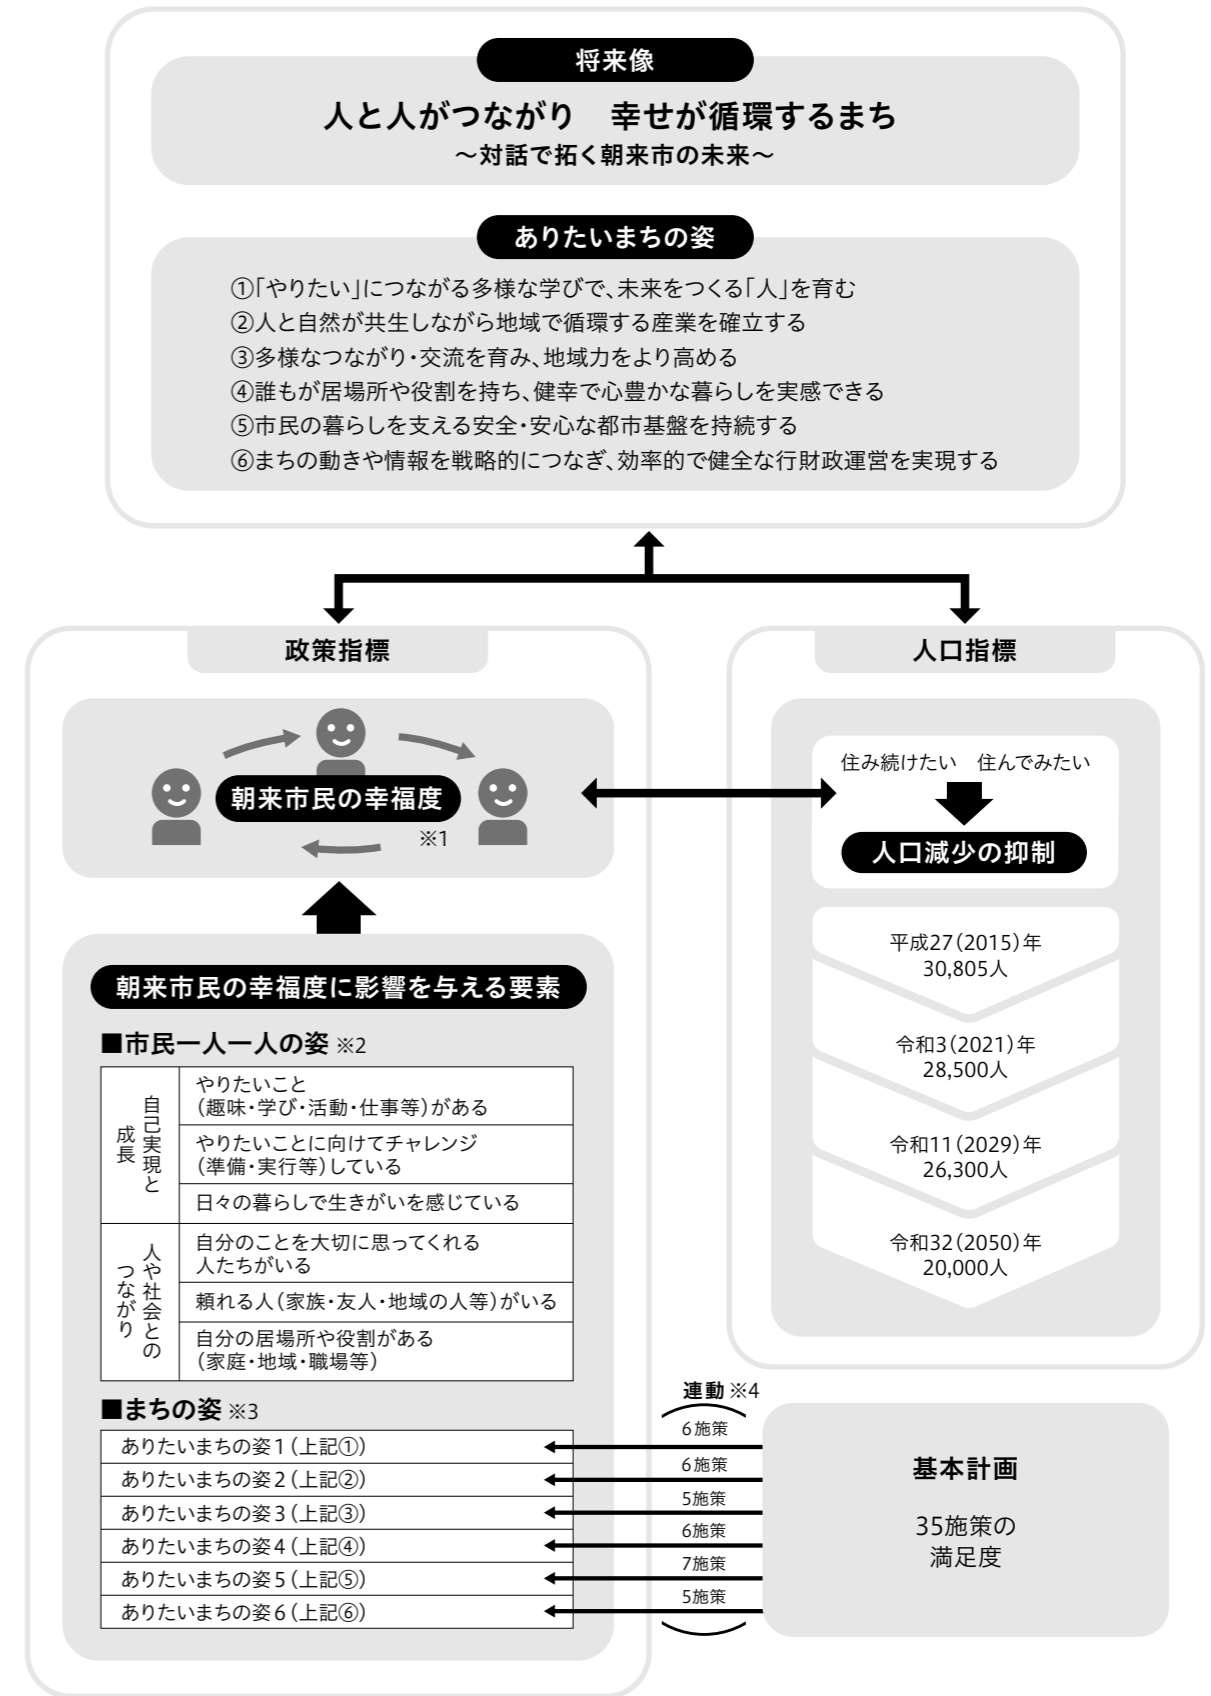 将来像
人と人がつながり　幸せが循環するまち
～対話で拓く朝来市の未来～
ありたいまちの姿
①「やりたい」につながる多様な学びで、未来をつくる「人」を育む
②人と自然が共生しながら地域で循環する産業を確立する
③多様なつながり・交流を育み、地域力をより高める
④誰もが居場所や役割を持ち、健幸で心豊かな暮らしを実感できる
⑤市民の暮らしを支える安全・安心な都市基盤を持続する
⑥まちの動きや情報を戦略的につなぎ、効率的で健全な行財政運営を実現する
政策指標
朝来市民の幸福度
※1
朝来市民の幸福度に影響を与える要素
■市民一人一人の姿 ※2
自己実現と
成長
やりたいこと
（趣味・学び・活動・仕事等）がある
やりたいことに向けてチャレンジ
（準備・実行等）している
日々の暮らしで生きがいを感じている
人や社会との
つながり
自分のことを大切に思ってくれる
人たちがいる
頼れる人（家族・友人・地域の人等）がいる
自分の居場所や役割がある
（家庭・地域・職場等）
■まちの姿 ※3
ありたいまちの姿1（上記①）
ありたいまちの姿2（上記②）
ありたいまちの姿3（上記③）
ありたいまちの姿4（上記④）
ありたいまちの姿5（上記⑤）
ありたいまちの姿6（上記⑥）
人口指標
住み続けたい　住んでみたい
人口減少の抑制
平成27（2015）年
30,805人
令和3（2021）年
28,500人
令和11（2029）年
26,300人
令和32（2050）年
20,000人
連動 ※4
6施策
6施策
5施策
6施策
7施策
5施策
基本計画
35施策の
満足度